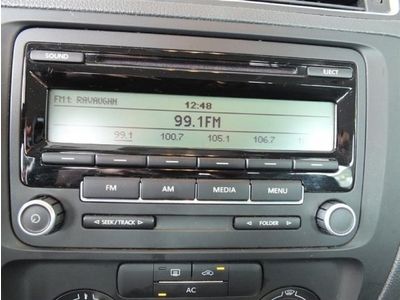 SOUND
EJECT
FM1: RAVAUGHN 12:48
99.1FM
99.1 100.7 105.1 106.7
FM AM MEDIA MENU
SEEK/TRACK FOLDER
AC